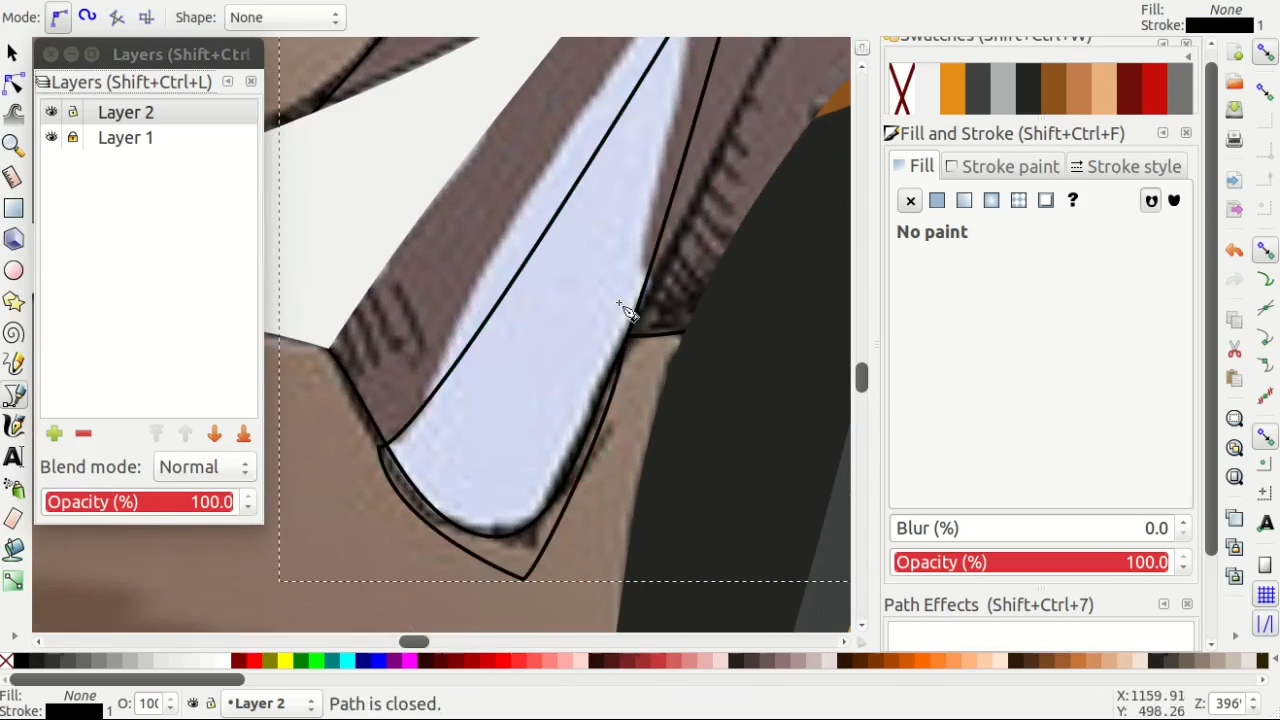 Mode:
Shape: None
Fill: None
Stroke: 1
Layers (Shift+Ctrl
Layers (Shift+Ctrl+L)
Layer 2
Layer 1
Blend mode: Normal
Opacity (%) 100.0
Swatches (Shift+Ctrl+W)
Fill and Stroke (Shift+Ctrl+F)
Fill Stroke paint Stroke style
?
No paint
Blur (%) 0.0
Opacity (%) 100.0
Path Effects (Shift+Ctrl+7)
Fill: None
Stroke: 1
O: 100
•Layer 2
Path is closed.
X:1159.91
Y: 498.26
Z: 396